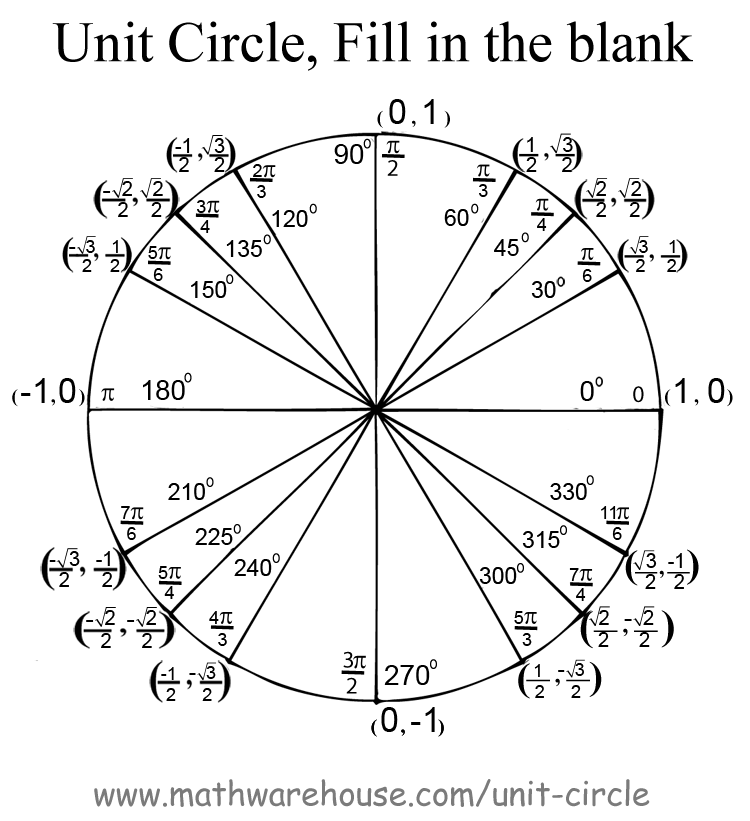 Unit Circle, Fill in the blank
(0, 1)
(-1/2, √3/2) 2π/3 90° π/2 π/3 (1/2, √3/2)
(-√2/2, √2/2) 3π/4 120° 60° π/4 (√2/2, √2/2)
(-√3/2, 1/2) 5π/6 135° 45° π/6 (√3/2, 1/2)
150° 30°
(-1,0) π 180° 0° 0 (1, 0)
210° 330°
7π/6 225° 315° 11π/6
(-√3/2, -1/2) 5π/4 240° 300° 7π/4 (√3/2, -1/2)
(-√2/2, -√2/2) 4π/3 5π/3 (√2/2, -√2/2)
(-1/2, -√3/2) 3π/2 270° (1/2, -√3/2)
(0,-1)
www.mathwarehouse.com/unit-circle